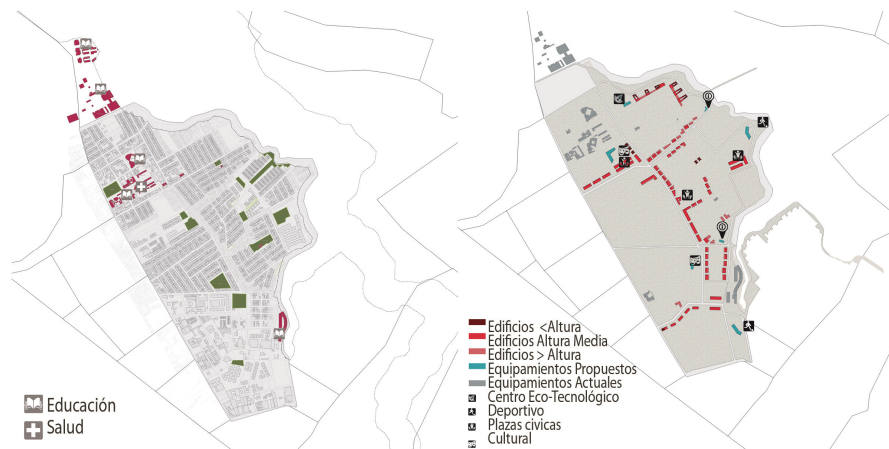 Educación
Salud
Edificios <Altura
Edificios Altura Media
Edificios > Altura
Equipamientos Propuestos
Equipamientos Actuales
Centro Eco-Tecnológico
Deportivo
Plazas civicas
Cultural